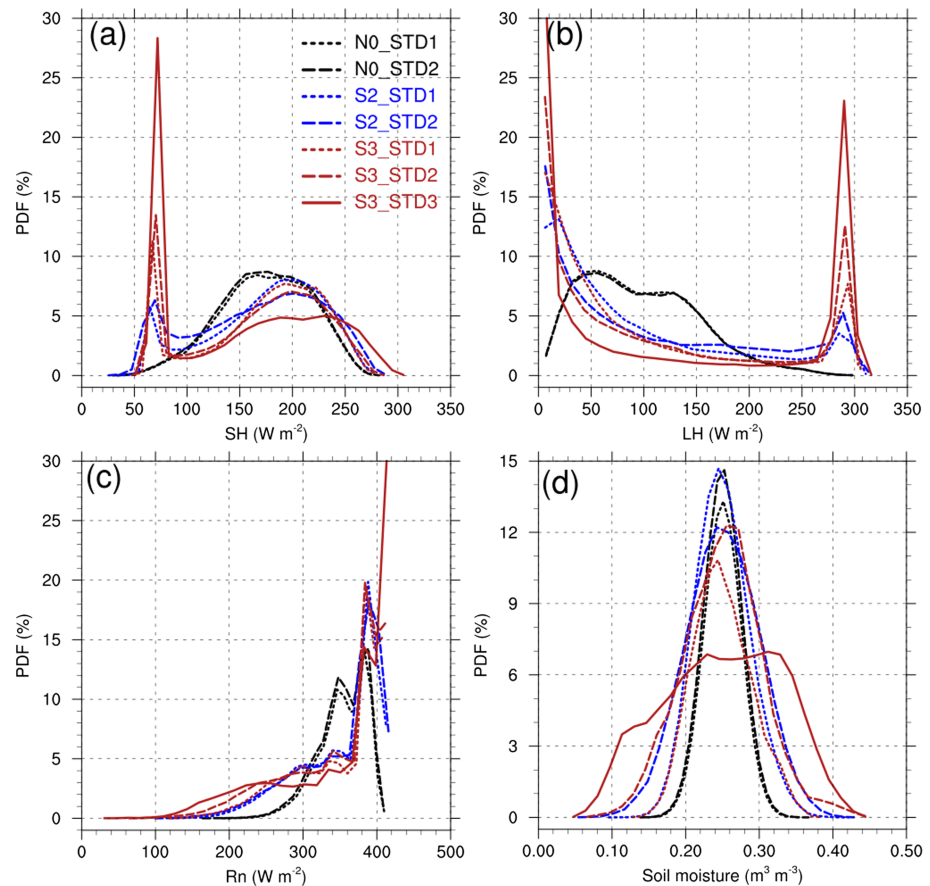 (a)
N0_STD1
N0_STD2
S2_STD1
S2_STD2
S3_STD1
S3_STD2
S3_STD3
30
25
20
15
10
5
0
PDF (%)
0 50 100 150 200 250 300 350
SH (W m⁻²)
(b)
30
25
20
15
10
5
0
PDF (%)
0 50 100 150 200 250 300 350
LH (W m⁻²)
(c)
30
25
20
15
10
5
0
PDF (%)
0 100 200 300 400 500
Rn (W m⁻²)
(d)
15
12
9
6
3
0
PDF (%)
0.00 0.10 0.20 0.30 0.40 0.50
Soil moisture (m³ m⁻³)